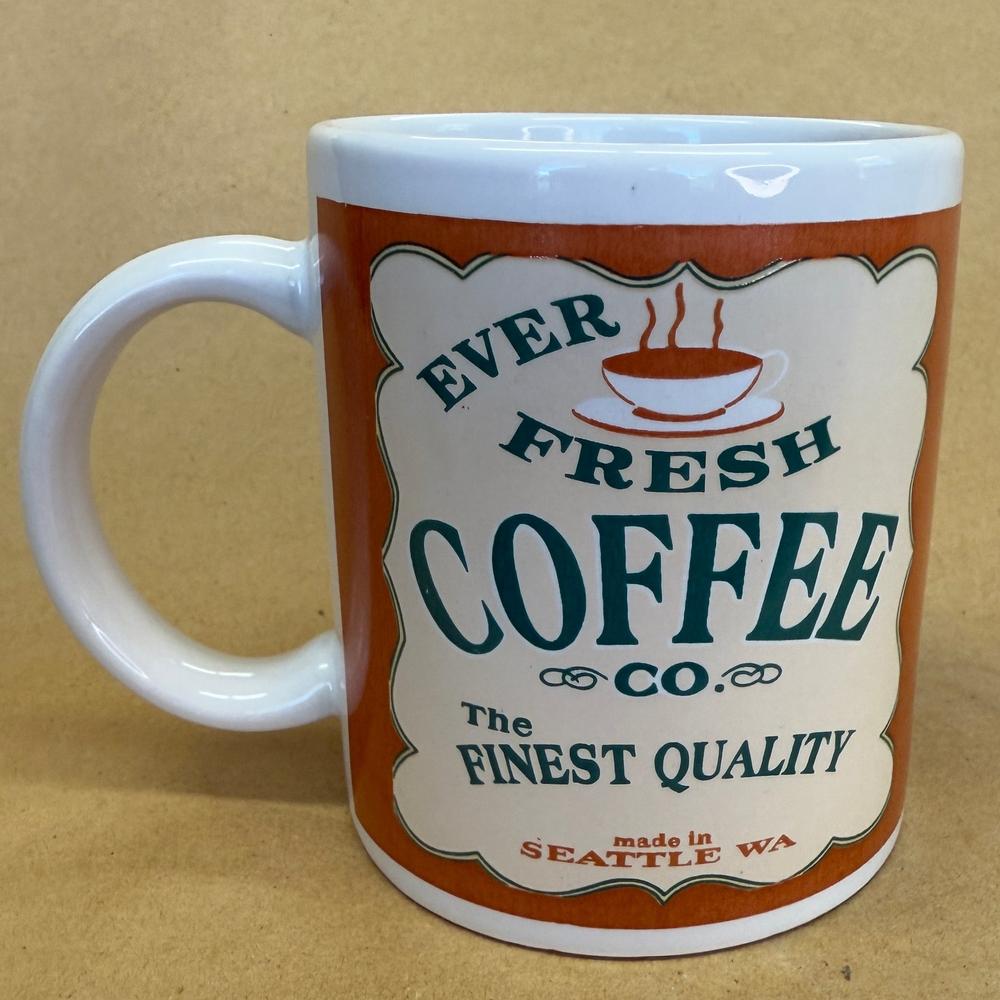 EVER
FRESH
COFFEE
CO.
The
FINEST QUALITY
made in
SEATTLE WA